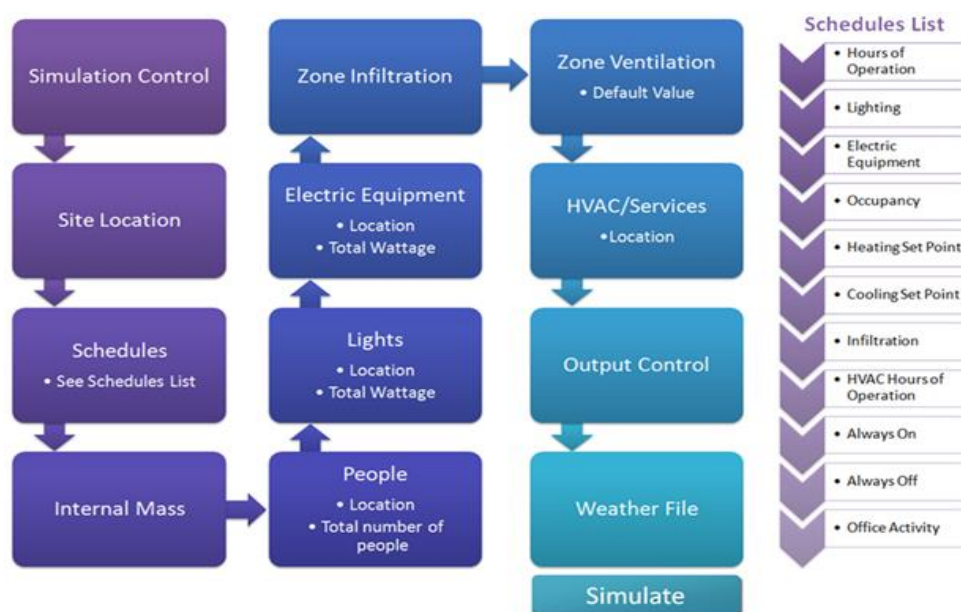 Simulation Control
Site Location
Schedules
• See Schedules List
Internal Mass
People
• Location
• Total number of
people
Lights
• Location
• Total Wattage
Electric Equipment
• Location
• Total Wattage
Zone Infiltration
Zone Ventilation
• Default Value
HVAC/Services
•Location
Output Control
Weather File
Simulate
Schedules List
• Hours of
Operation
• Lighting
• Electric
Equipment
• Occupancy
• Heating Set Point
• Cooling Set Point
• Infiltration
• HVAC Hours of
Operation
• Always On
• Always Off
• Office Activity